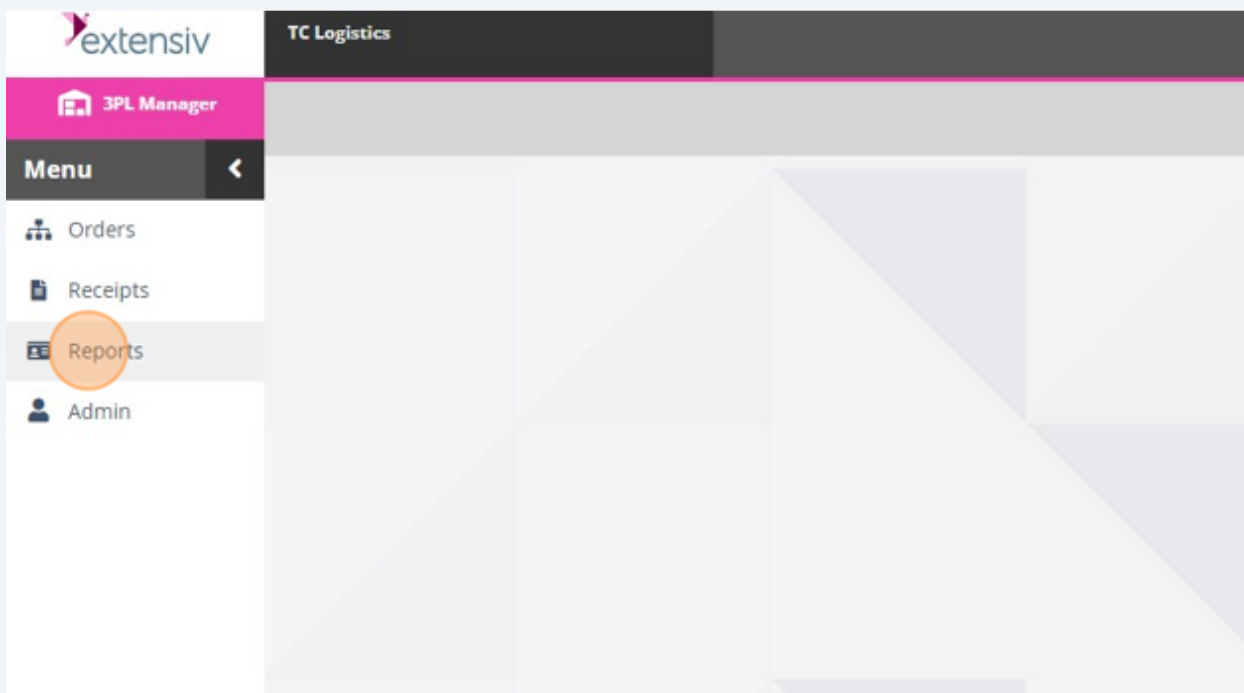 extensiv
TC Logistics
3PL Manager
Menu
Orders
Receipts
Reports
Admin